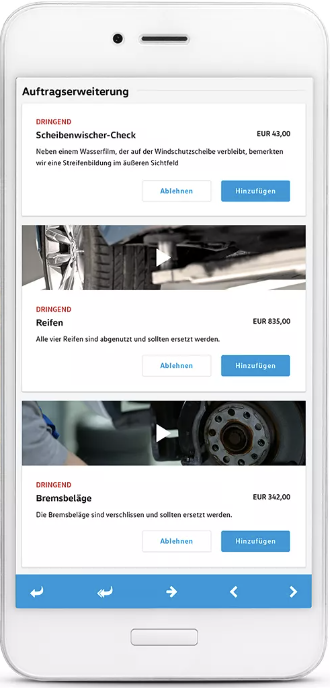 Auftragserweiterung
DRINGEND
Scheibenwischer-Check EUR 43,00
Neben einem Wasserfilm, der auf der Windschutzscheibe verbleibt, bemerkten
wir eine Streifenbildung im äußeren Sichtfeld
Ablehnen Hinzufügen
DRINGEND
Reifen EUR 835,00
Alle vier Reifen sind abgenutzt und sollten ersetzt werden.
Ablehnen Hinzufügen
DRINGEND
Bremsbeläge EUR 342,00
Die Bremsbeläge sind verschlissen und sollten ersetzt werden.
Ablehnen Hinzufügen